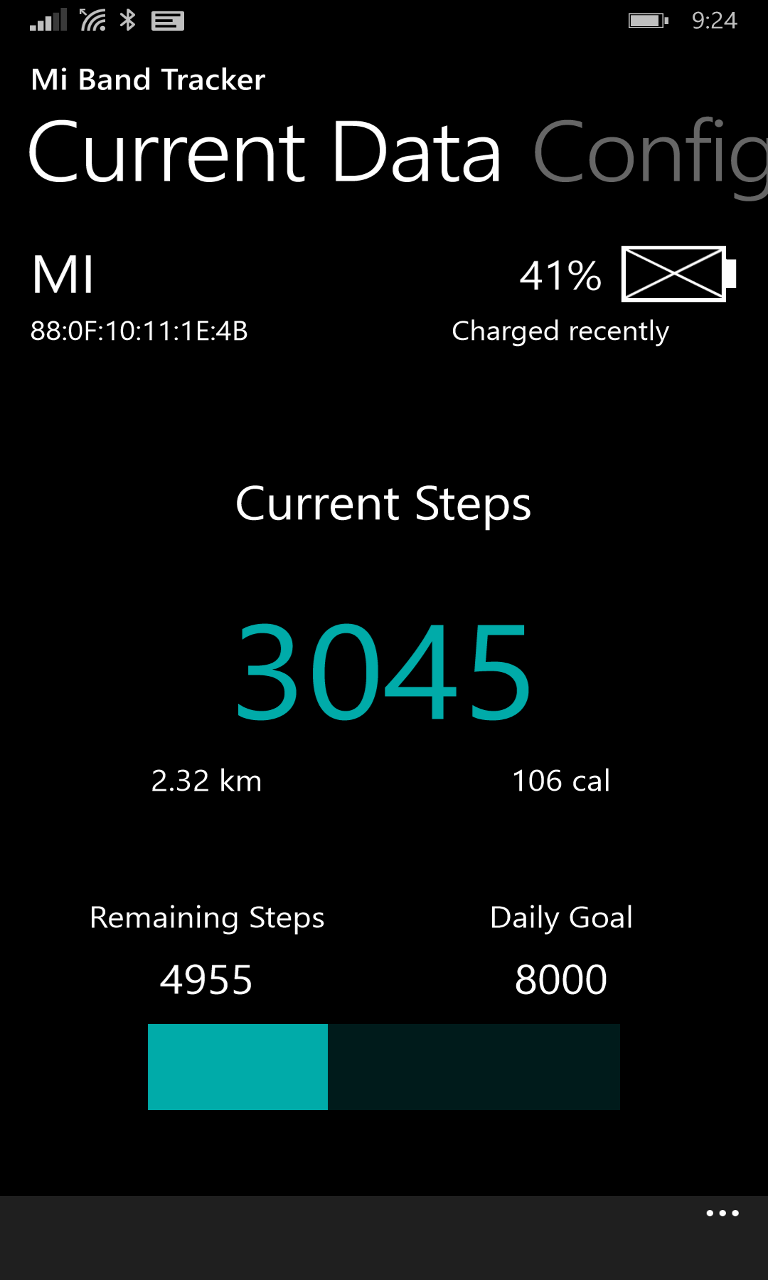 9:24
Mi Band Tracker
Current Data Config
MI 41%
88:0F:10:11:1E:4B Charged recently
Current Steps
3045
2.32 km 106 cal
Remaining Steps Daily Goal
4955 8000